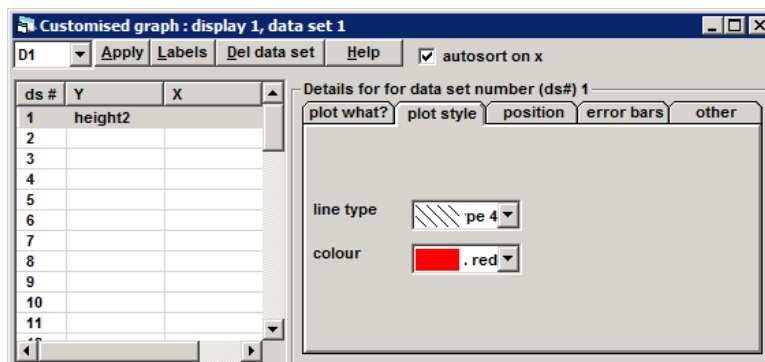 Customised graph : display 1, data set 1
D1 Apply Labels Del data set Help autosort on x
ds # Y X
1 height2
2
3
4
5
6
7
8
9
10
11
Details for for data set number (ds#) 1
plot what? plot style position error bars other
line type pe 4
colour . red